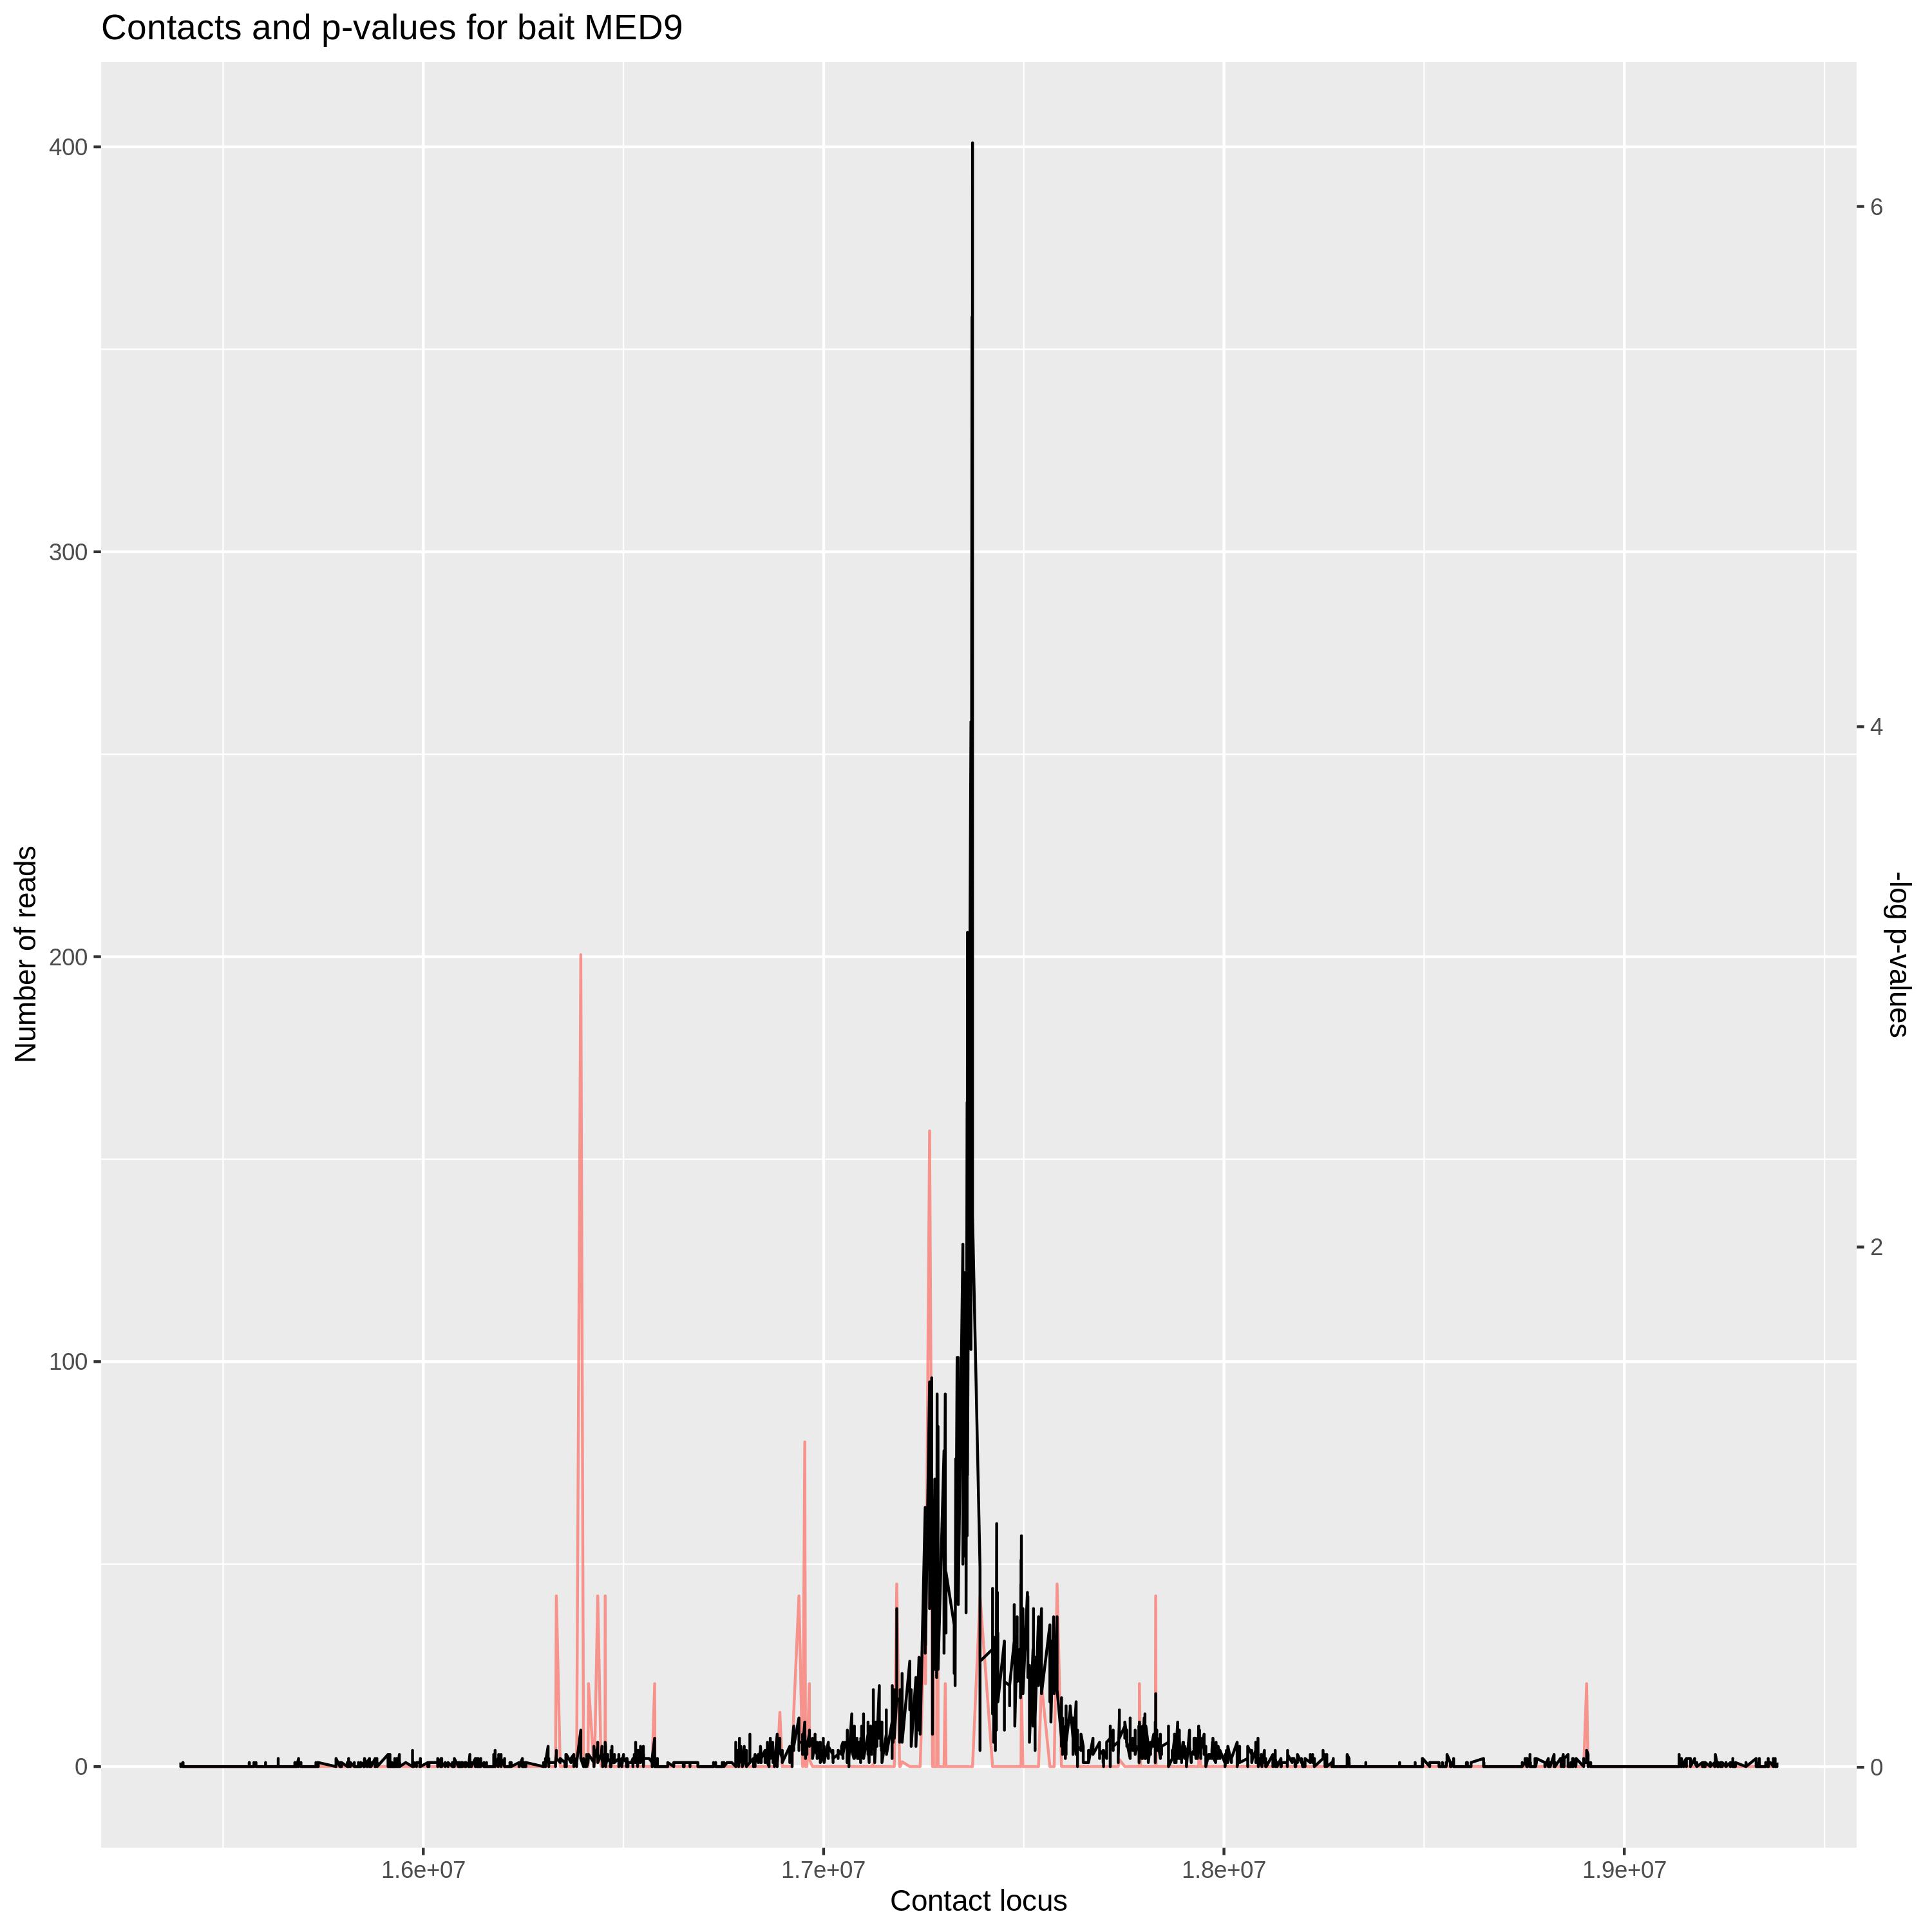 Contacts and p-values for bait MED9
400
300
200
100
0
Number of reads
6
4
2
0
-log p-values
1.6e+07
1.7e+07
1.8e+07
1.9e+07
Contact locus